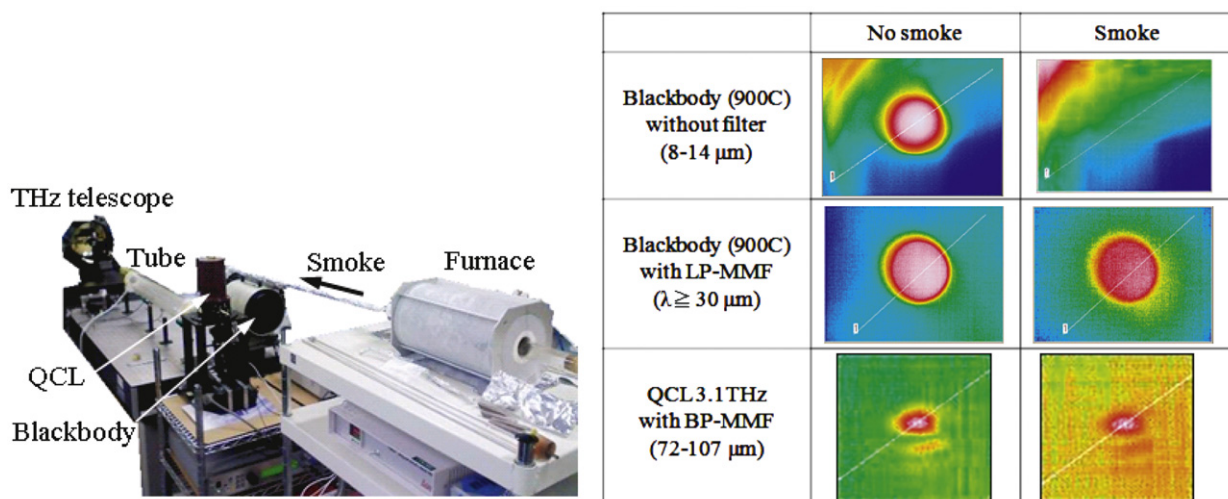 THz telescope
Tube
Smoke
Furnace
QCL
Blackbody
No smoke
Smoke
Blackbody (900C)
without filter
(8-14 μm)
Blackbody (900C)
with LP-MMF
(λ≧ 30 μm)
QCL 3.1THz
with BP-MMF
(72-107 μm)